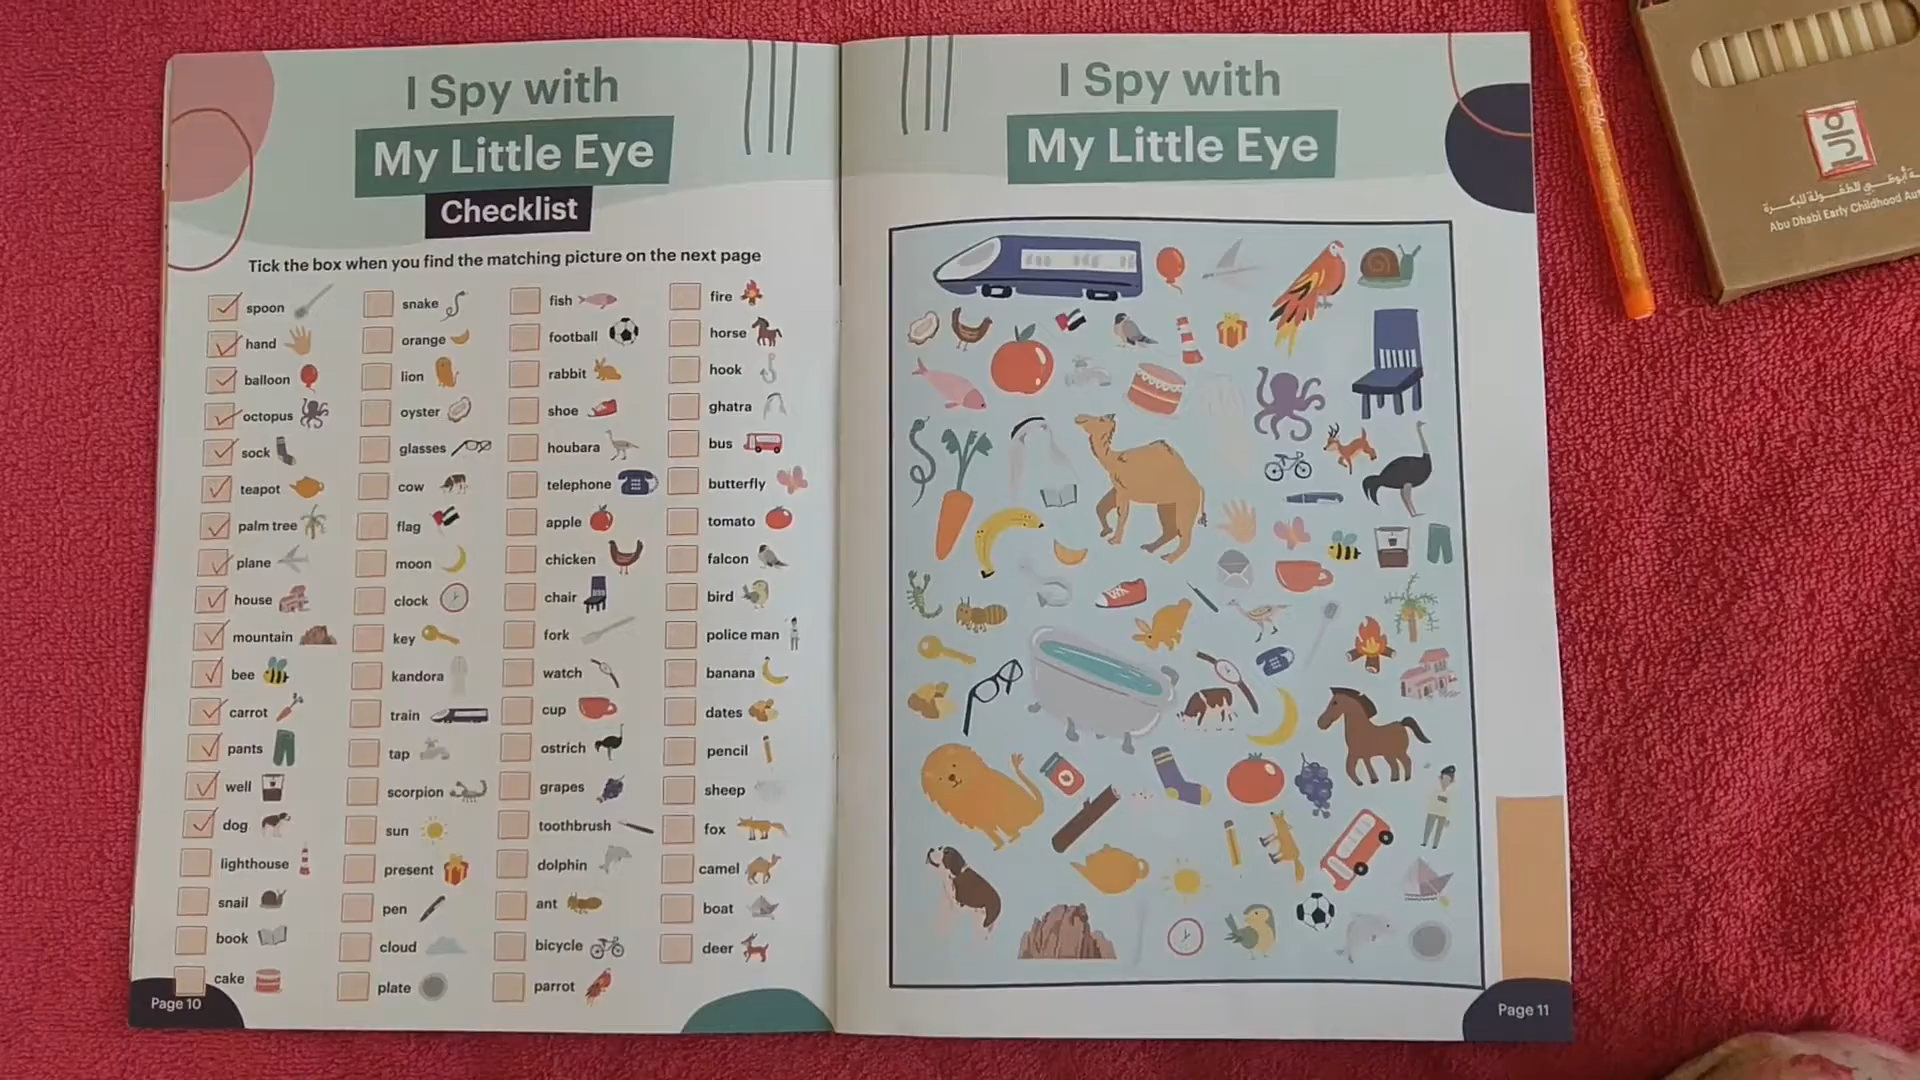 I Spy with
My Little Eye
Checklist
Tick the box when you find the matching picture on the next page
spoon
hand
balloon
octopus
sock
teapot
palm tree
plane
house
mountain
bee
carrot
pants
well
dog
lighthouse
snail
book
cake
snake
orange
lion
oyster
glasses
cow
flag
moon
clock
key
kandora
train
tap
scorpion
sun
present
pen
cloud
plate
fish
football
rabbit
shoe
houbara
telephone
apple
chicken
chair
fork
watch
cup
ostrich
grapes
toothbrush
dolphin
ant
bicycle
parrot
fire
horse
hook
ghatra
bus
butterfly
tomato
falcon
bird
police man
banana
dates
pencil
sheep
fox
camel
boat
deer
Page 10
I Spy with
My Little Eye
Page 11
أبوظبي للطفولة المبكرة
Abu Dhabi Early Childhood